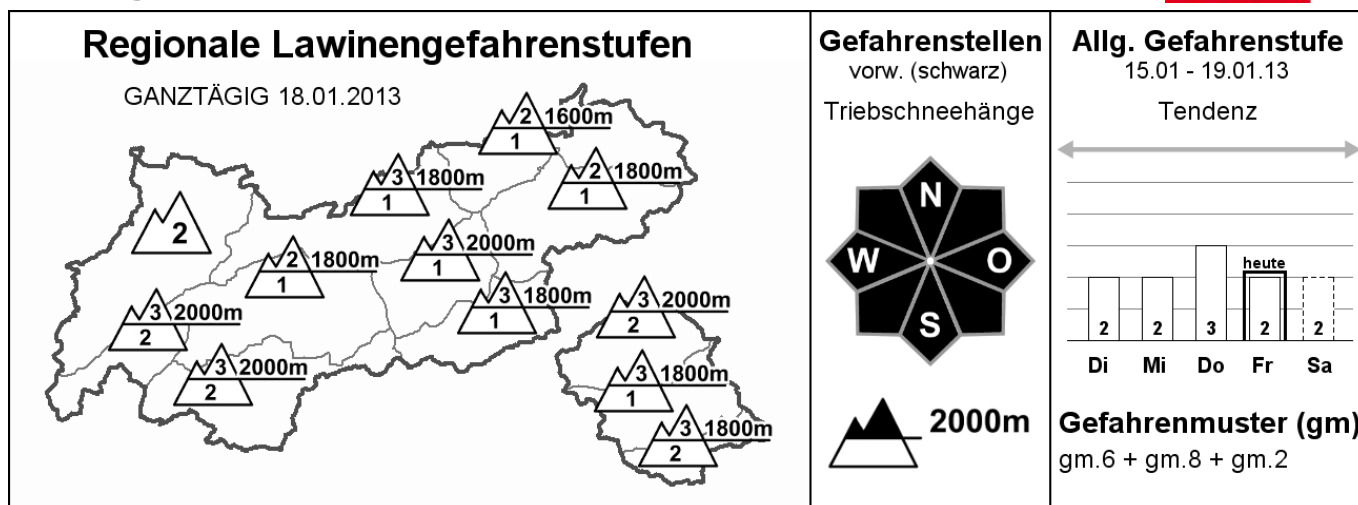 Regionale Lawinengefahrenstufen
GANZTÄGIG 18.01.2013
2 1600m
1
3 1800m
1
2 1800m
1
2
3 2000m
1
2 1800m
1
3 1800m
1
3 2000m
2
3 2000m
2
3 2000m
2
3 1800m
1
3 1800m
2
Gefahrenstellen
vorw. (schwarz)
Triebschneehänge
N
W O
S
2000m
Allg. Gefahrenstufe
15.01 - 19.01.13
Tendenz
heute
2 2 3 2 2
Di Mi Do Fr Sa
Gefahrenmuster (gm)
gm.6 + gm.8 + gm.2